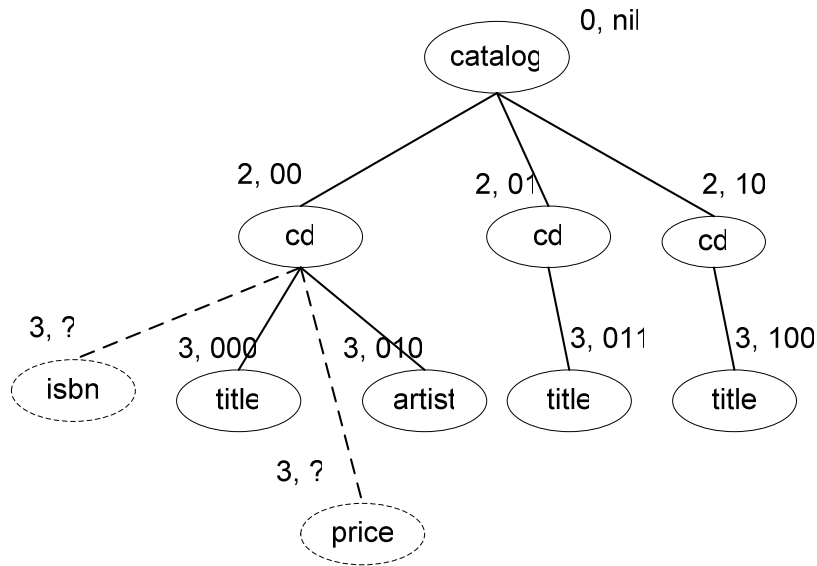 0, nil
catalog
2, 00
2, 01
2, 10
cd
cd
cd
3, ?
3, 000
3, 010
3, 011
3, 100
isbn
title
artist
title
title
3, ?
price